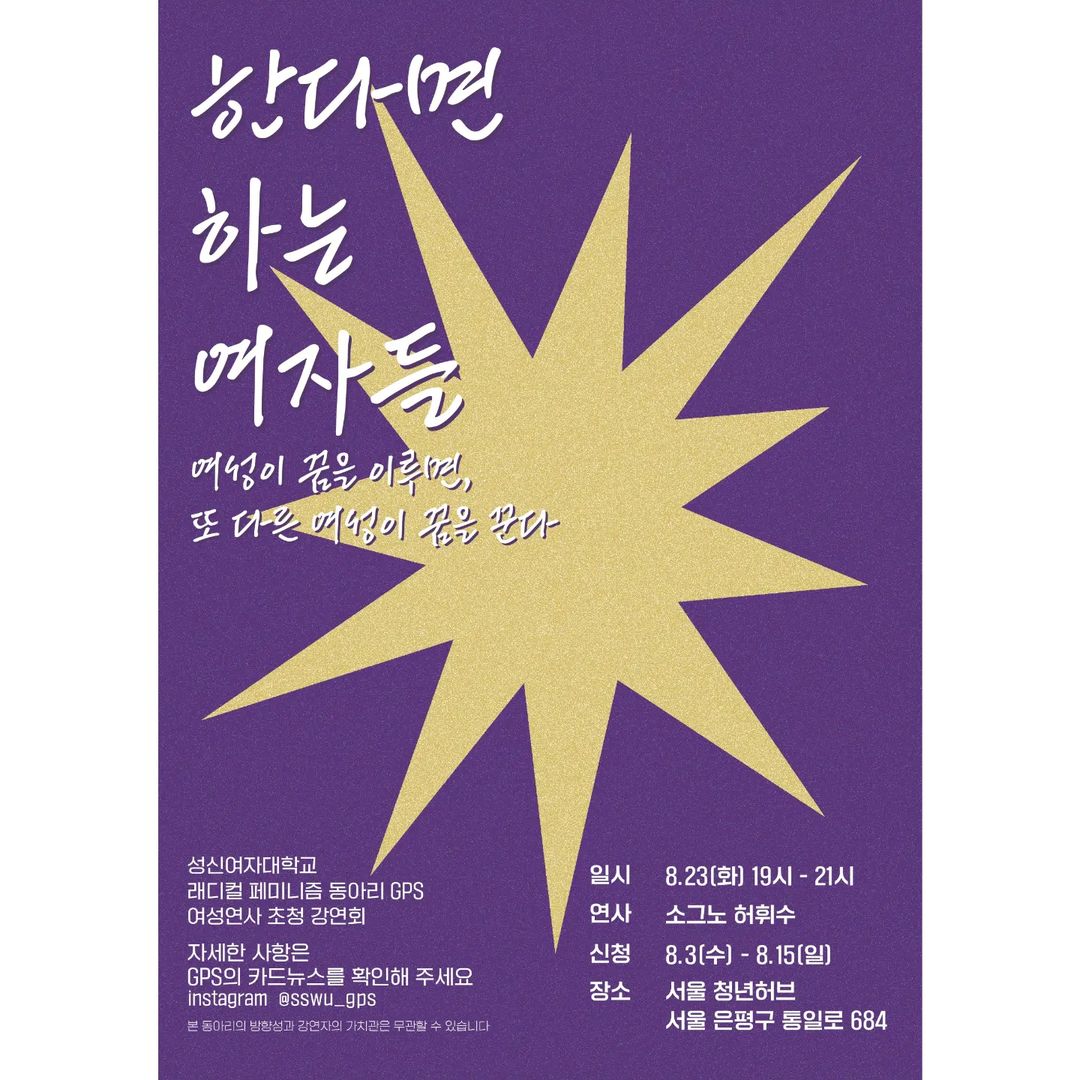 한다면
하는
여자들
여성이 꿈을 이루면,
또 다른 여성이 꿈을 꾼다
성신여자대학교
래디컬 페미니즘 동아리 GPS
여성연사 초청 강연회
자세한 사항은
GPS의 카드뉴스를 확인해 주세요
instagram @sswu_gps
본 동아리의 방향성과 강연자의 가치관은 무관할 수 있습니다
일시 8.23(화) 19시 - 21시
연사 소그노 허휘수
신청 8.3(수) - 8.15(일)
장소 서울 청년허브
서울 은평구 통일로 684